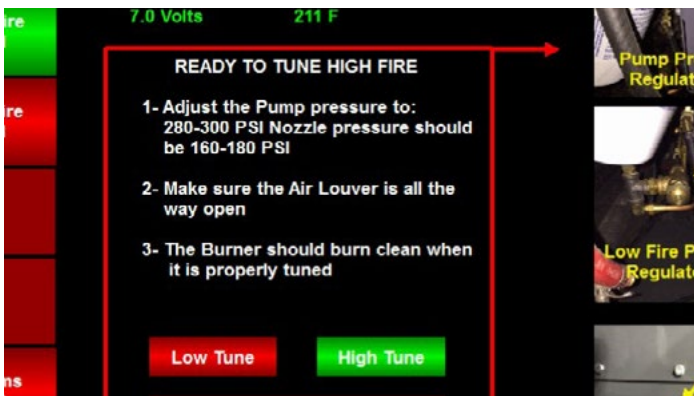 ire
7.0 Volts 211 F
READY TO TUNE HIGH FIRE
1- Adjust the Pump pressure to:
280-300 PSI Nozzle pressure should
be 160-180 PSI
2- Make sure the Air Louver is all the
way open
3- The Burner should burn clean when
it is properly tuned
Low Tune High Tune
ire
ms
Pump Pr
Regulat
Low Fire P
Regulat